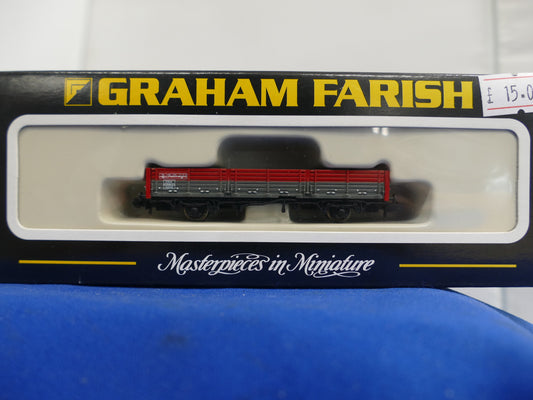 GRAHAM FARISH
£ 15.0
Masterpieces in Miniature